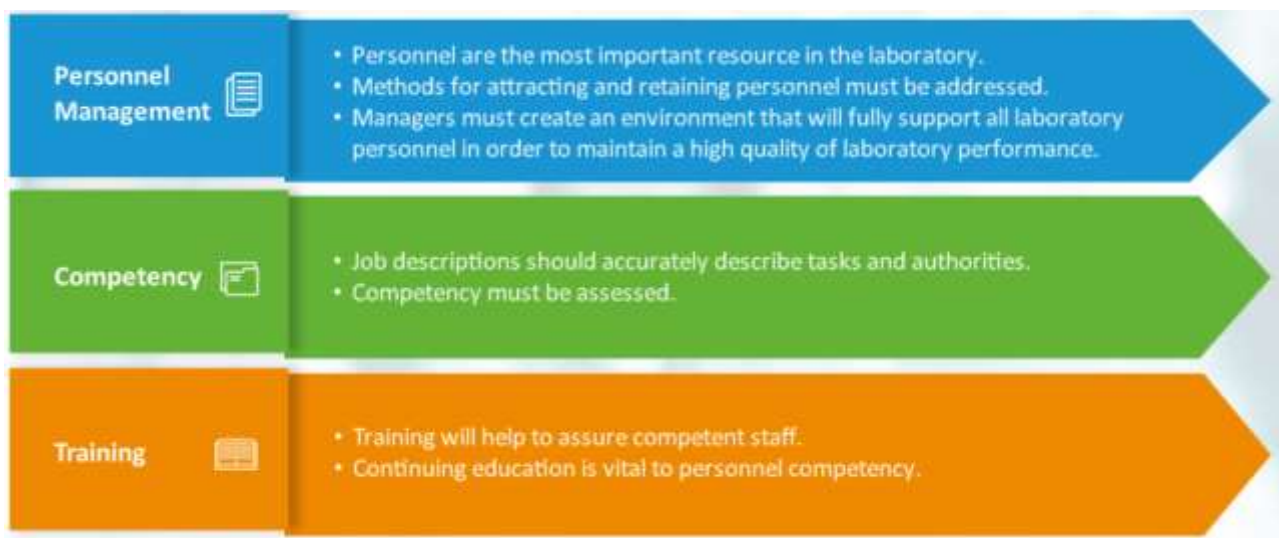 Personnel
Management
• Personnel are the most important resource in the laboratory.
• Methods for attracting and retaining personnel must be addressed.
• Managers must create an environment that will fully support all laboratory
personnel in order to maintain a high quality of laboratory performance.
Competency
• Job descriptions should accurately describe tasks and authorities.
• Competency must be assessed.
Training
• Training will help to assure competent staff.
• Continuing education is vital to personnel competency.